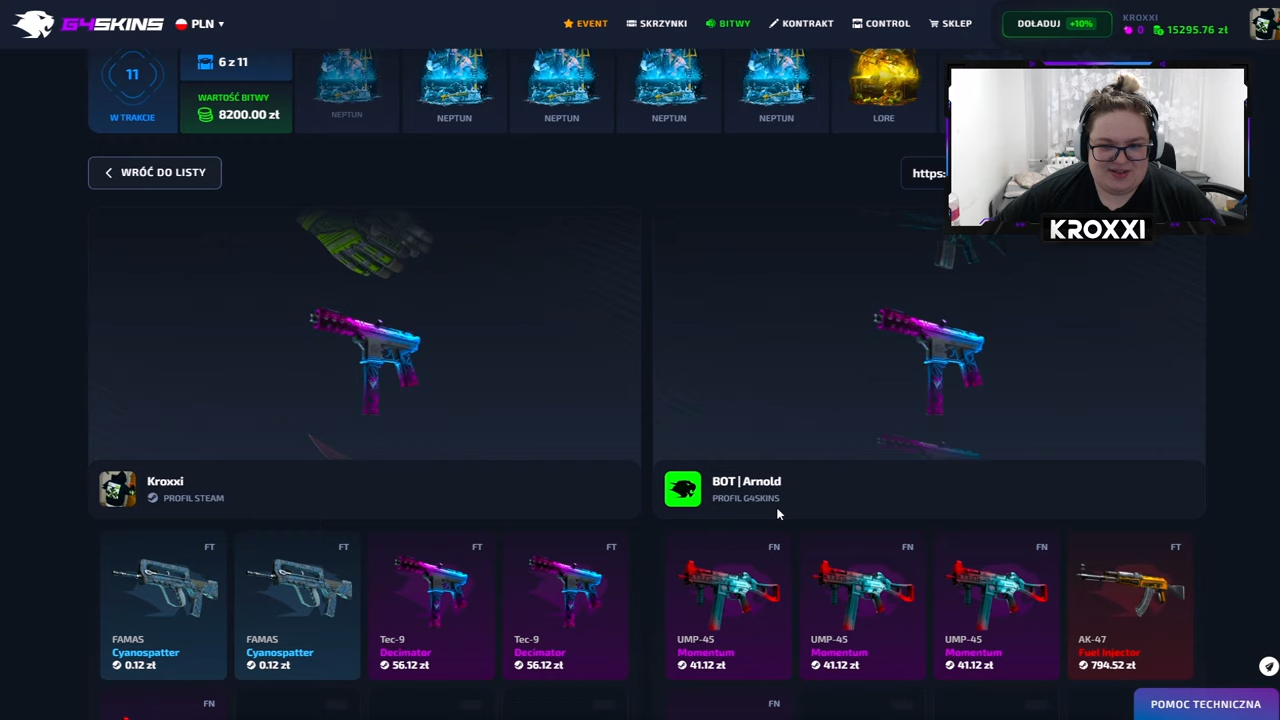 G4SKINS
PLN
EVENT
SKRZYNKI
BITWY
KONTRAKT
CONTROL
SKLEP
DOŁADUJ +10%
KROXXI
0 15295.76 zł
11
W TRAKCIE
6 z 11
WARTOŚĆ BITWY
8200.00 zł
NEPTUN
NEPTUN
NEPTUN
NEPTUN
NEPTUN
LORE
WRÓĆ DO LISTY
https:
KROXXI
Kroxxi
PROFIL STEAM
BOT | Arnold
PROFIL G4SKINS
FT
FAMAS
Cyanospatter
0.12 zł
FT
FAMAS
Cyanospatter
0.12 zł
FT
Tec-9
Decimator
56.12 zł
FT
Tec-9
Decimator
56.12 zł
FN
UMP-45
Momentum
41.12 zł
FN
UMP-45
Momentum
41.12 zł
FN
UMP-45
Momentum
41.12 zł
FT
AK-47
Fuel Injector
794.52 zł
FN
FN
POMOC TECHNICZNA